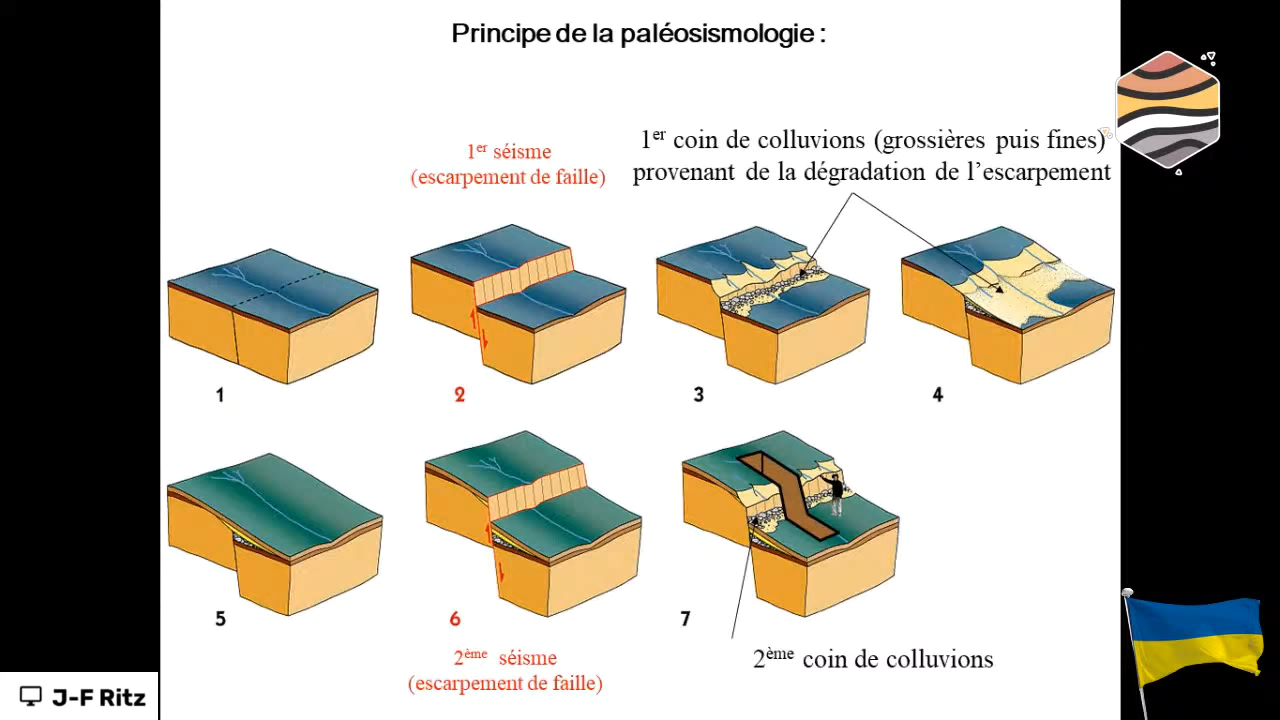 Principe de la paléosismologie :
1er séisme
(escarpement de faille)
1er coin de colluvions (grossières puis fines)
provenant de la dégradation de l’escarpement
1
2
3
4
5
6
7
2ème séisme
(escarpement de faille)
2ème coin de colluvions
J-F Ritz